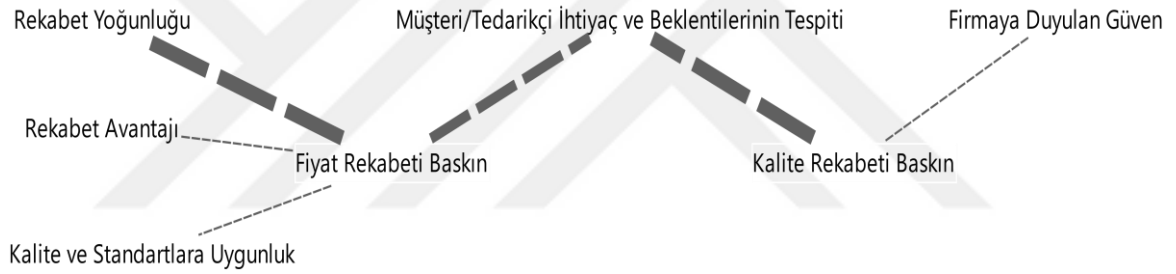 Rekabet Yoğunluğu
Müşteri/Tedarikçi İhtiyaç ve Beklentilerinin Tespiti
Firmaya Duyulan Güven
Rekabet Avantajı
Fiyat Rekabeti Baskın
Kalite Rekabeti Baskın
Kalite ve Standartlara Uygunluk